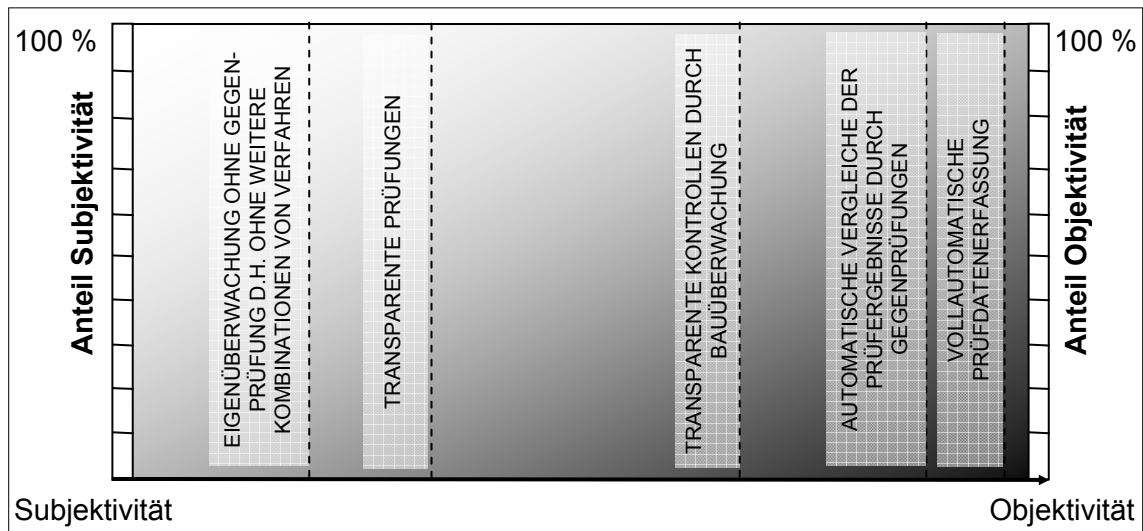 100 %
Anteil Subjektivität
EIGENÜBERWACHUNG OHNE GEGEN-
PRÜFUNG D.H. OHNE WEITERE
KOMBINATIONEN VON VERFAHREN
TRANSPARENTE PRÜFUNGEN
TRANSPARENTE KONTROLLEN DURCH
BAUÜBERWACHUNG
AUTOMATISCHE VERGLEICHE DER
PRÜFERGEBNISSE DURCH
GEGENPRÜFUNGEN
VOLLAUTOMATISCHE
PRÜFDATENERFASSUNG
100 %
Anteil Objektivität
Subjektivität
Objektivität